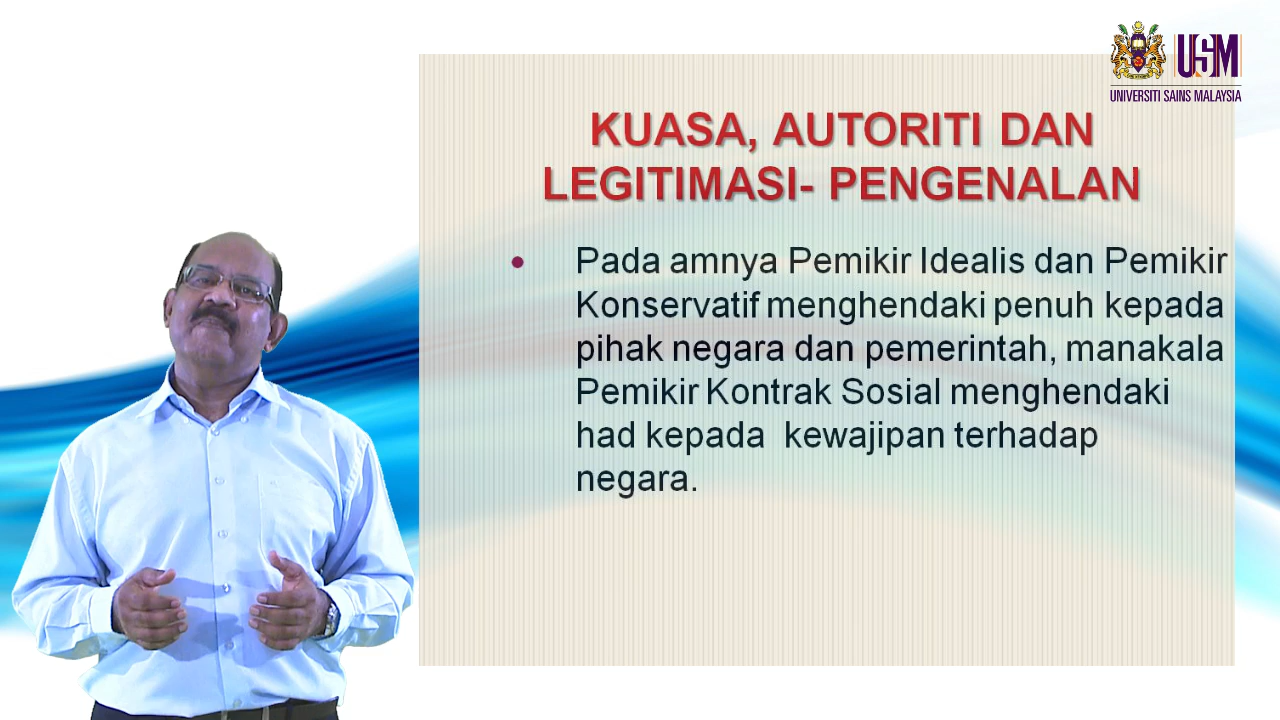 USM
UNIVERSITI SAINS MALAYSIA
KUASA, AUTORITI DAN
LEGITIMASI- PENGENALAN
• Pada amnya Pemikir Idealis dan Pemikir
Konservatif menghendaki penuh kepada
pihak negara dan pemerintah, manakala
Pemikir Kontrak Sosial menghendaki
had kepada  kewajipan terhadap
negara.